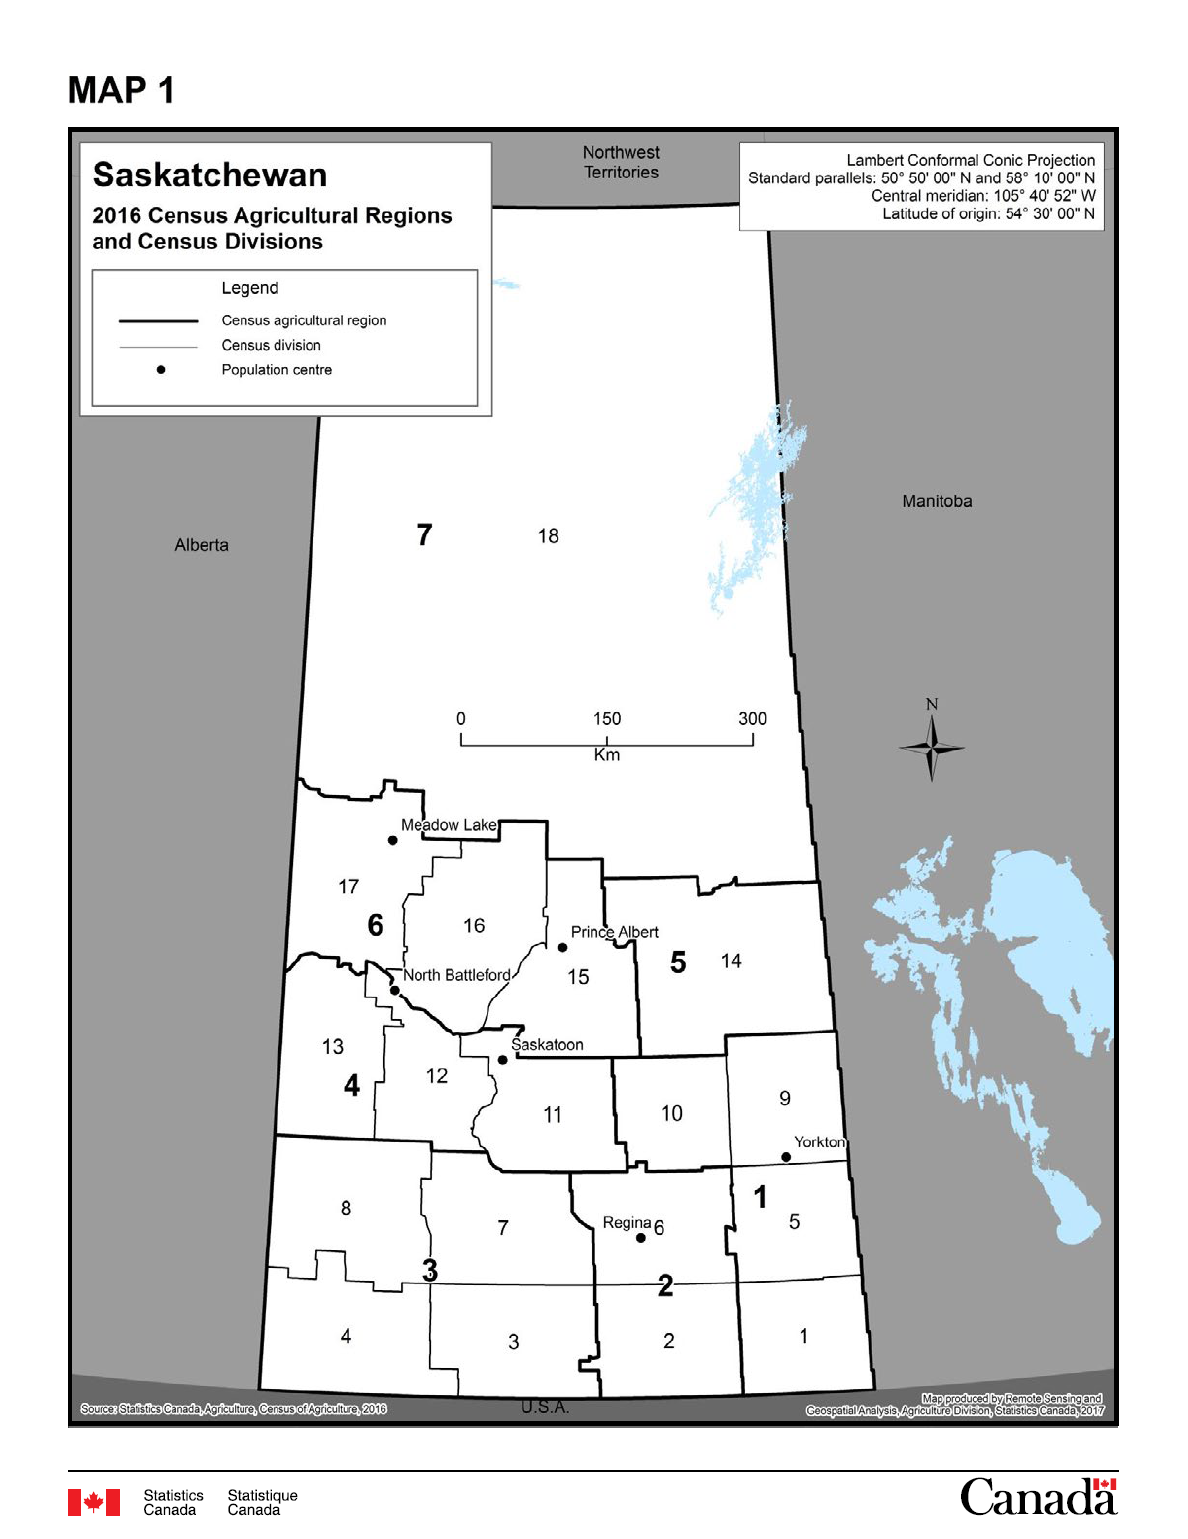 MAP 1
Saskatchewan
2016 Census Agricultural Regions
and Census Divisions
Legend
Census agricultural region
Census division
Population centre
Northwest
Territories
Lambert Conformal Conic Projection
Standard parallels: 50° 50' 00" N and 58° 10' 00" N
Central meridian: 105° 40' 52" W
Latitude of origin: 54° 30' 00" N
Manitoba
Alberta
7
18
N
0 150 300
Km
Meadow Lake
17
6
16
Prince Albert
5
14
North Battleford
15
13
Saskatoon
4
12
11
10
9
Yorkton
1
8
7
Regina
6
5
3
2
4
3
2
1
U.S.A.
Source: Statistics Canada, Agriculture, Census of Agriculture, 2016
Map produced by Remote Sensing and
Geospatial Analysis, Agriculture Division, Statistics Canada, 2017
Statistics Statistique
Canada Canada
Canada